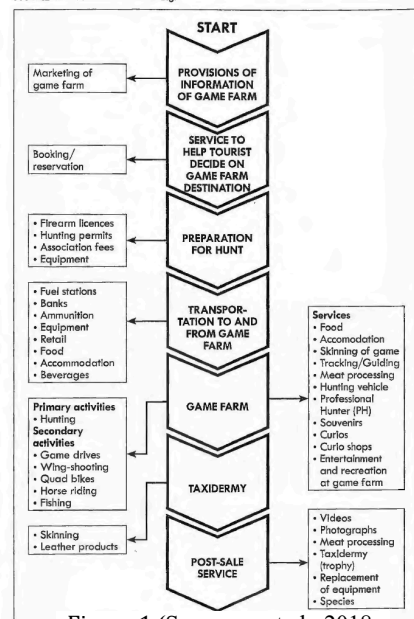 START
PROVISIONS OF
INFORMATION
OF GAME FARM
Marketing of
game farm
SERVICE TO
HELP TOURIST
DECIDE ON
GAME FARM
DESTINATION
Booking/
reservation
PREPARATION
FOR HUNT
• Firearm licences
• Hunting permits
• Association fees
• Equipment
TRANSPOR-
TATION TO AND
FROM GAME
FARM
• Fuel stations
• Banks
• Ammunition
• Equipment
• Retail
• Food
• Accommodation
• Beverages
GAME FARM
Services
• Food
• Accomodation
• Skinning of game
• Tracking/Guiding
• Meat processing
• Hunting vehicle
• Professional
Hunter (PH)
• Souvenirs
• Curios
• Curio shops
• Entertainment
and recreation
at game farm
Primary activities
• Hunting
Secondary
activities
• Game drives
• Wing-shooting
• Quad bikes
• Horse riding
• Fishing
TAXIDERMY
• Skinning
• Leather products
POST-SALE
SERVICE
• Videos
• Photographs
• Meat processing
• Taxidermy
(trophy)
• Replacement
of equipment
• Species